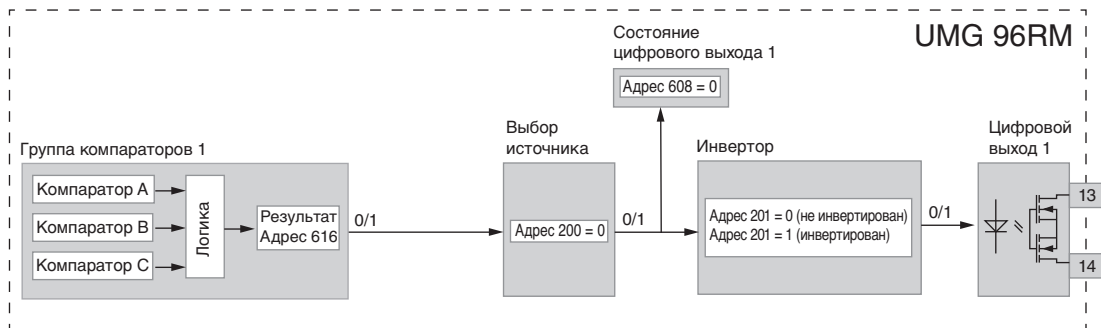 UMG 96RM
Состояние
цифрового выхода 1
Адрес 608 = 0
Группа компараторов 1
Компаратор A
Компаратор B
Компаратор C
Логика
Результат
Адрес 616
0/1
Выбор
источника
Адрес 200 = 0
0/1
Инвертор
Адрес 201 = 0 (не инвертирован)
Адрес 201 = 1 (инвертирован)
0/1
Цифровой
выход 1
13
14